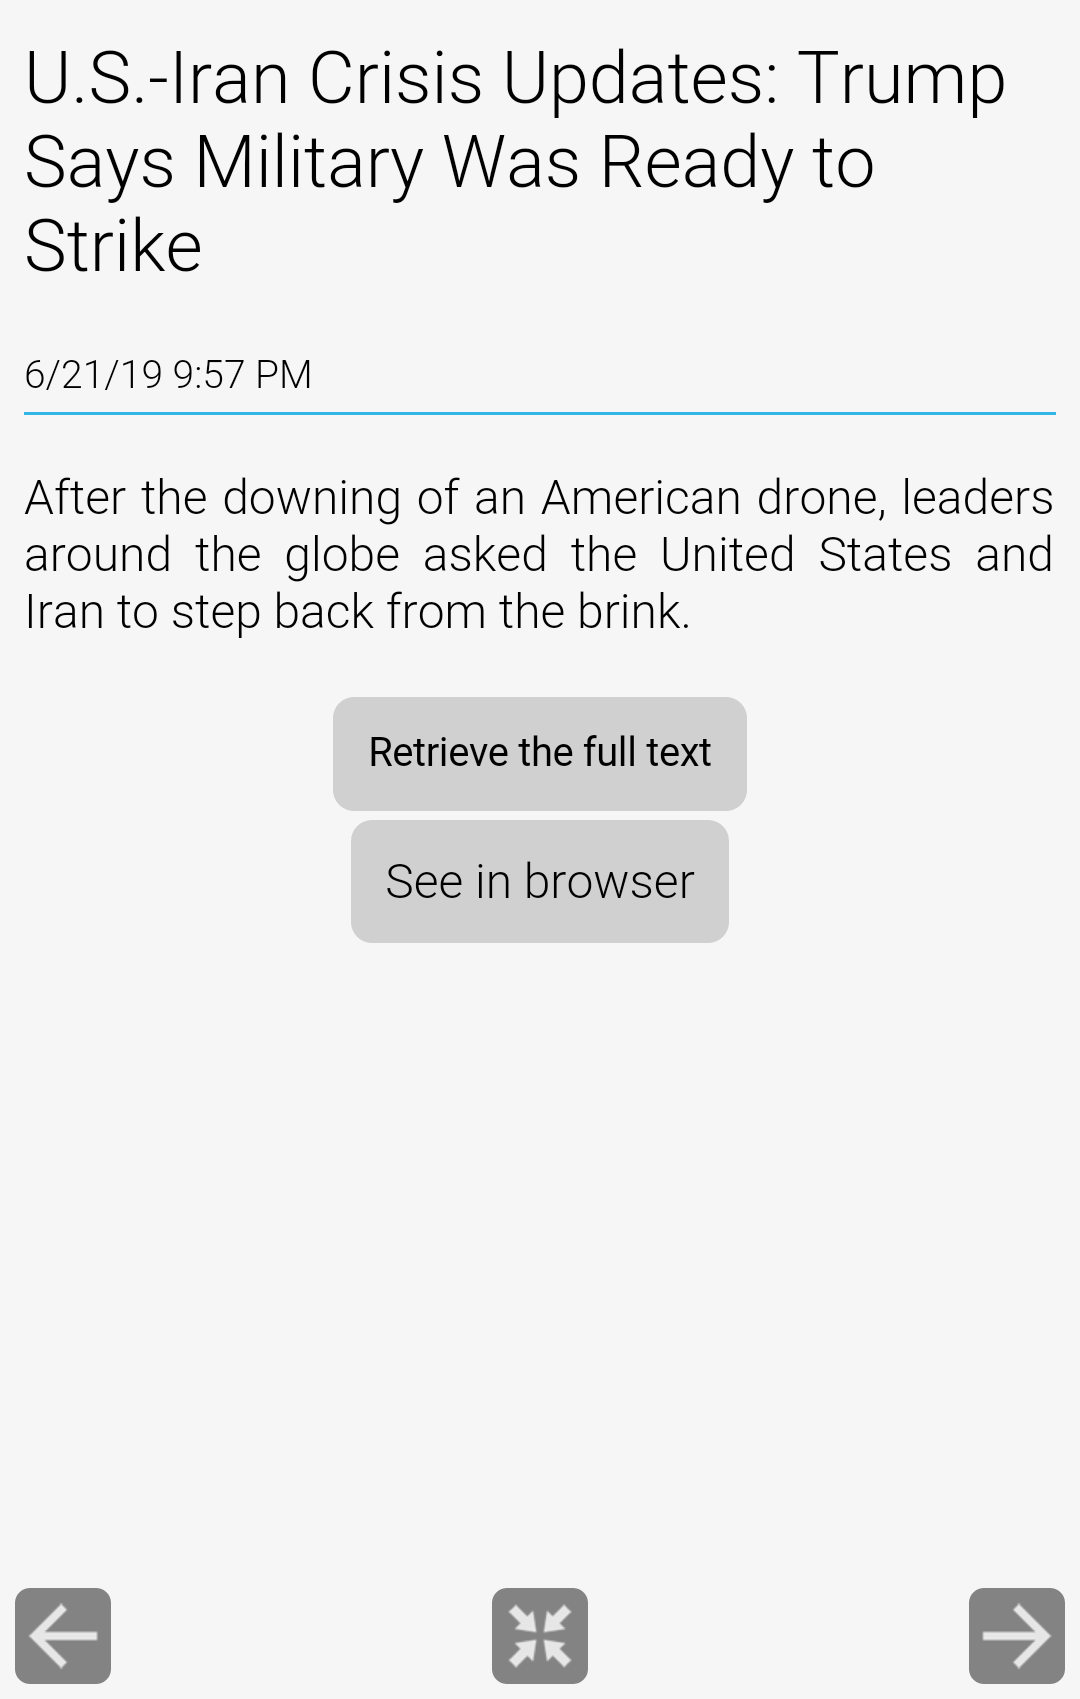 U.S.-Iran Crisis Updates: Trump
Says Military Was Ready to
Strike
6/21/19 9:57 PM
After the downing of an American drone, leaders
around the globe asked the United States and
Iran to step back from the brink.
Retrieve the full text
See in browser